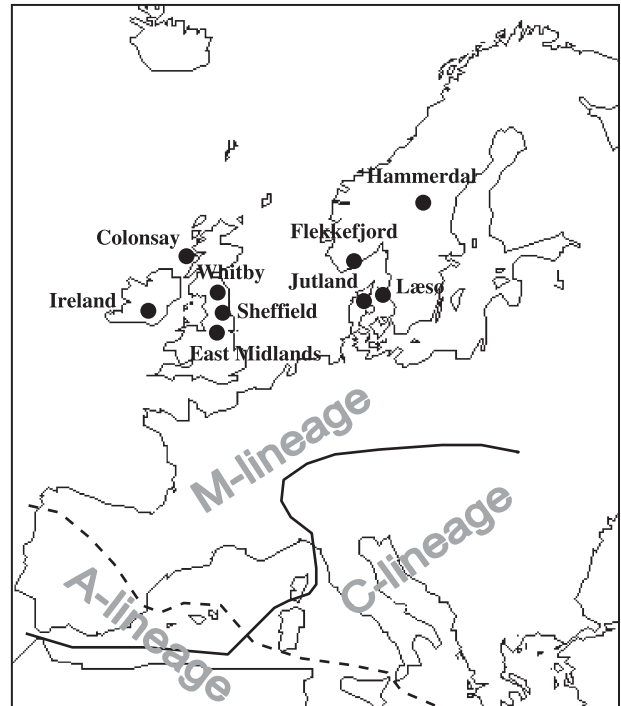 Hammerdal
Flekkefjord
Colonsay
Whitby
Jutland
Læsø
Ireland
Sheffield
East Midlands
M-lineage
C-lineage
A-lineage